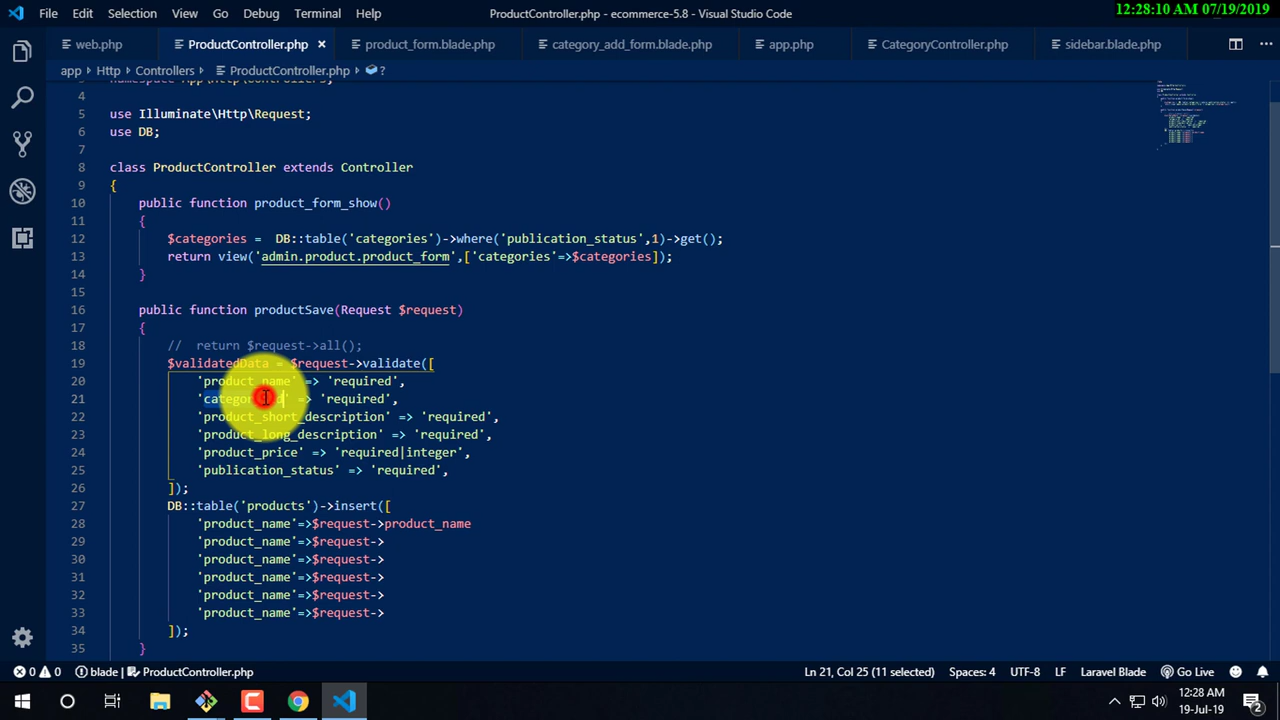 12:28:10 AM 07/19/2019
File Edit Selection View Go Debug Terminal Help
ProductController.php - ecommerce-5.8 - Visual Studio Code
web.php ProductController.php × product_form.blade.php category_add_form.blade.php app.php CategoryController.php sidebar.blade.php
app > Http > Controllers > ProductController.php > ?
4
5 use Illuminate\Http\Request;
6 use DB;
7
8 class ProductController extends Controller
9 {
10 public function product_form_show()
11 {
12 $categories = DB::table('categories')->where('publication_status',1)->get();
13 return view('admin.product.product_form',['categories'=>$categories]);
14 }
15
16 public function productSave(Request $request)
17 {
18 // return $request->all();
19 $validatedData = $request->validate([
20 'product_name' => 'required',
21 'category_id' => 'required',
22 'product_short_description' => 'required',
23 'product_long_description' => 'required',
24 'product_price' => 'required|integer',
25 'publication_status' => 'required',
26 ]);
27 DB::table('products')->insert([
28 'product_name'=>$request->product_name
29 'product_name'=>$request->
30 'product_name'=>$request->
31 'product_name'=>$request->
32 'product_name'=>$request->
33 'product_name'=>$request->
34 ]);
35 }
0 0 blade | ProductController.php Ln 21, Col 25 (11 selected) Spaces: 4 UTF-8 LF Laravel Blade Go Live
12:28 AM
19-Jul-19
2